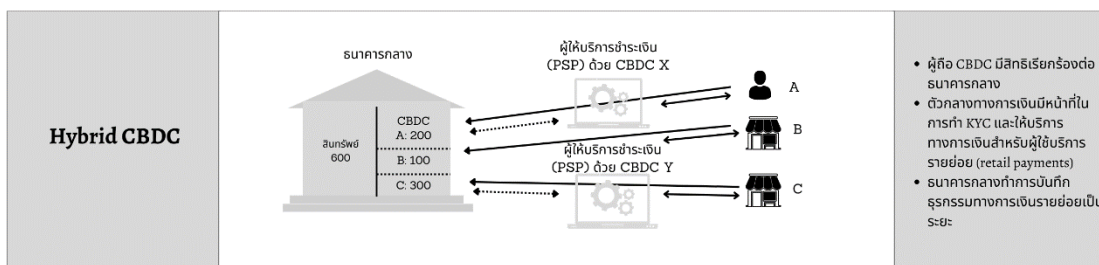 Hybrid CBDC
ธนาคารกลาง
สินทรัพย์
600
CBDC
A: 200
B: 100
C: 300
ผู้ให้บริการชำระเงิน
(PSP) ด้วย CBDC X
ผู้ให้บริการชำระเงิน
(PSP) ด้วย CBDC Y
A
B
C
• ผู้ถือ CBDC มีสิทธิเรียกร้องต่อ
ธนาคารกลาง
• ตัวกลางทางการเงินมีหน้าที่ใน
การทำ KYC และให้บริการ
ทางการเงินสำหรับผู้ใช้บริการ
รายย่อย (retail payments)
• ธนาคารกลางทำการบันทึก
ธุรกรรมทางการเงินรายย่อยเป็น
ระยะ